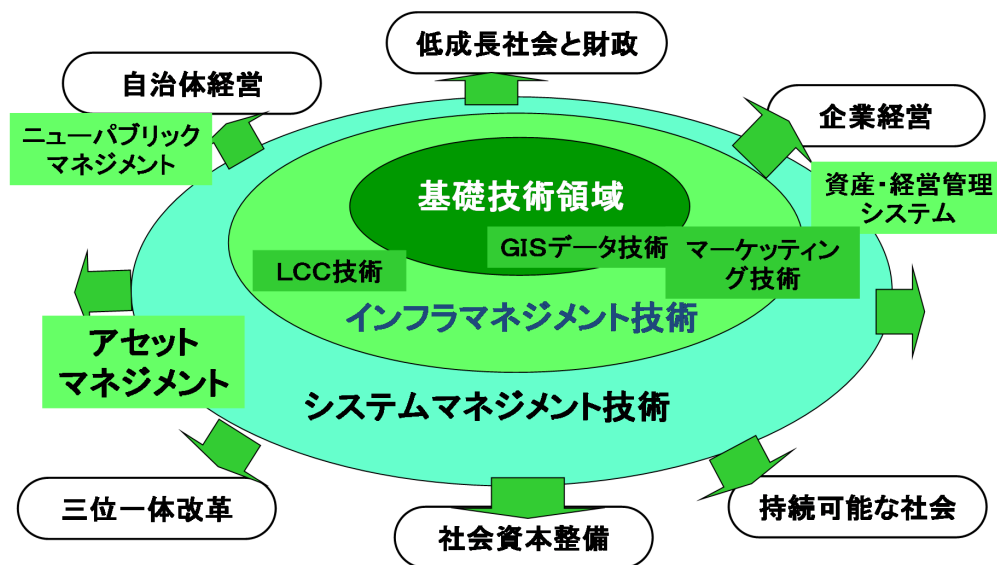 低成長社会と財政
自治体経営
企業経営
ニューパブリック
マネジメント
資産・経営管理
システム
基礎技術領域
GISデータ技術
マーケッティン
グ技術
LCC技術
インフラマネジメント技術
アセット
マネジメント
システムマネジメント技術
三位一体改革
持続可能な社会
社会資本整備